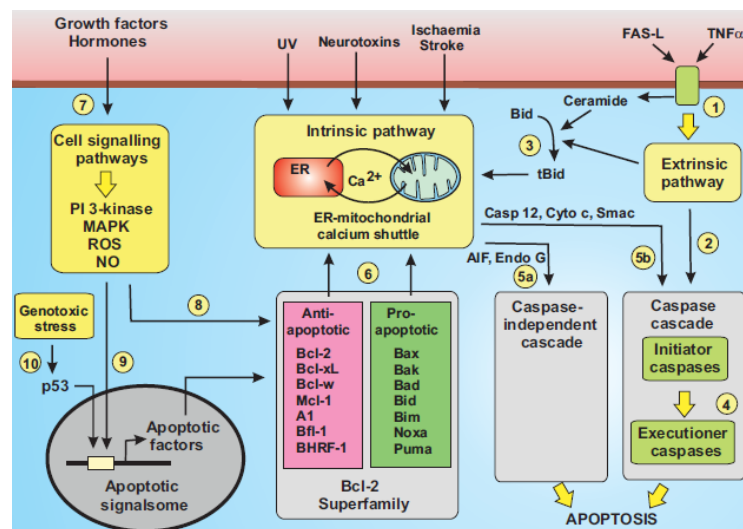 Growth factors
Hormones
UV
Neurotoxins
Ischaemia
Stroke
FAS-L
TNFα
7
Cell signalling
pathways
PI 3-kinase
MAPK
ROS
NO
Intrinsic pathway
ER
Ca2+
ER-mitochondrial
calcium shuttle
Bid
3
tBid
Ceramide
1
Extrinsic
pathway
2
Casp 12, Cyto c, Smac
5b
AIF, Endo G
5a
6
8
Genotoxic
stress
10
p53
9
Apoptotic
factors
Apoptotic
signalsome
Anti-
apoptotic
Bcl-2
Bcl-xL
Bcl-w
Mcl-1
A1
Bfl-1
BHRF-1
Pro-
apoptotic
Bax
Bak
Bad
Bid
Bim
Noxa
Puma
Bcl-2
Superfamily
Caspase-
independent
cascade
Caspase
cascade
Initiator
caspases
4
Executioner
caspases
APOPTOSIS